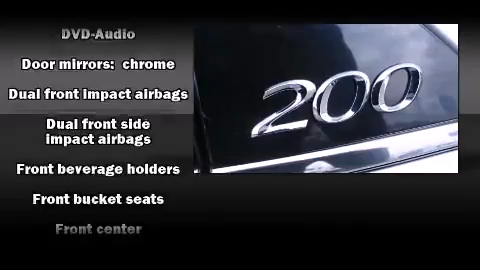 DVD-Audio
Door mirrors: chrome
Dual front impact airbags
Dual front side
impact airbags
Front beverage holders
Front bucket seats
Front center
200